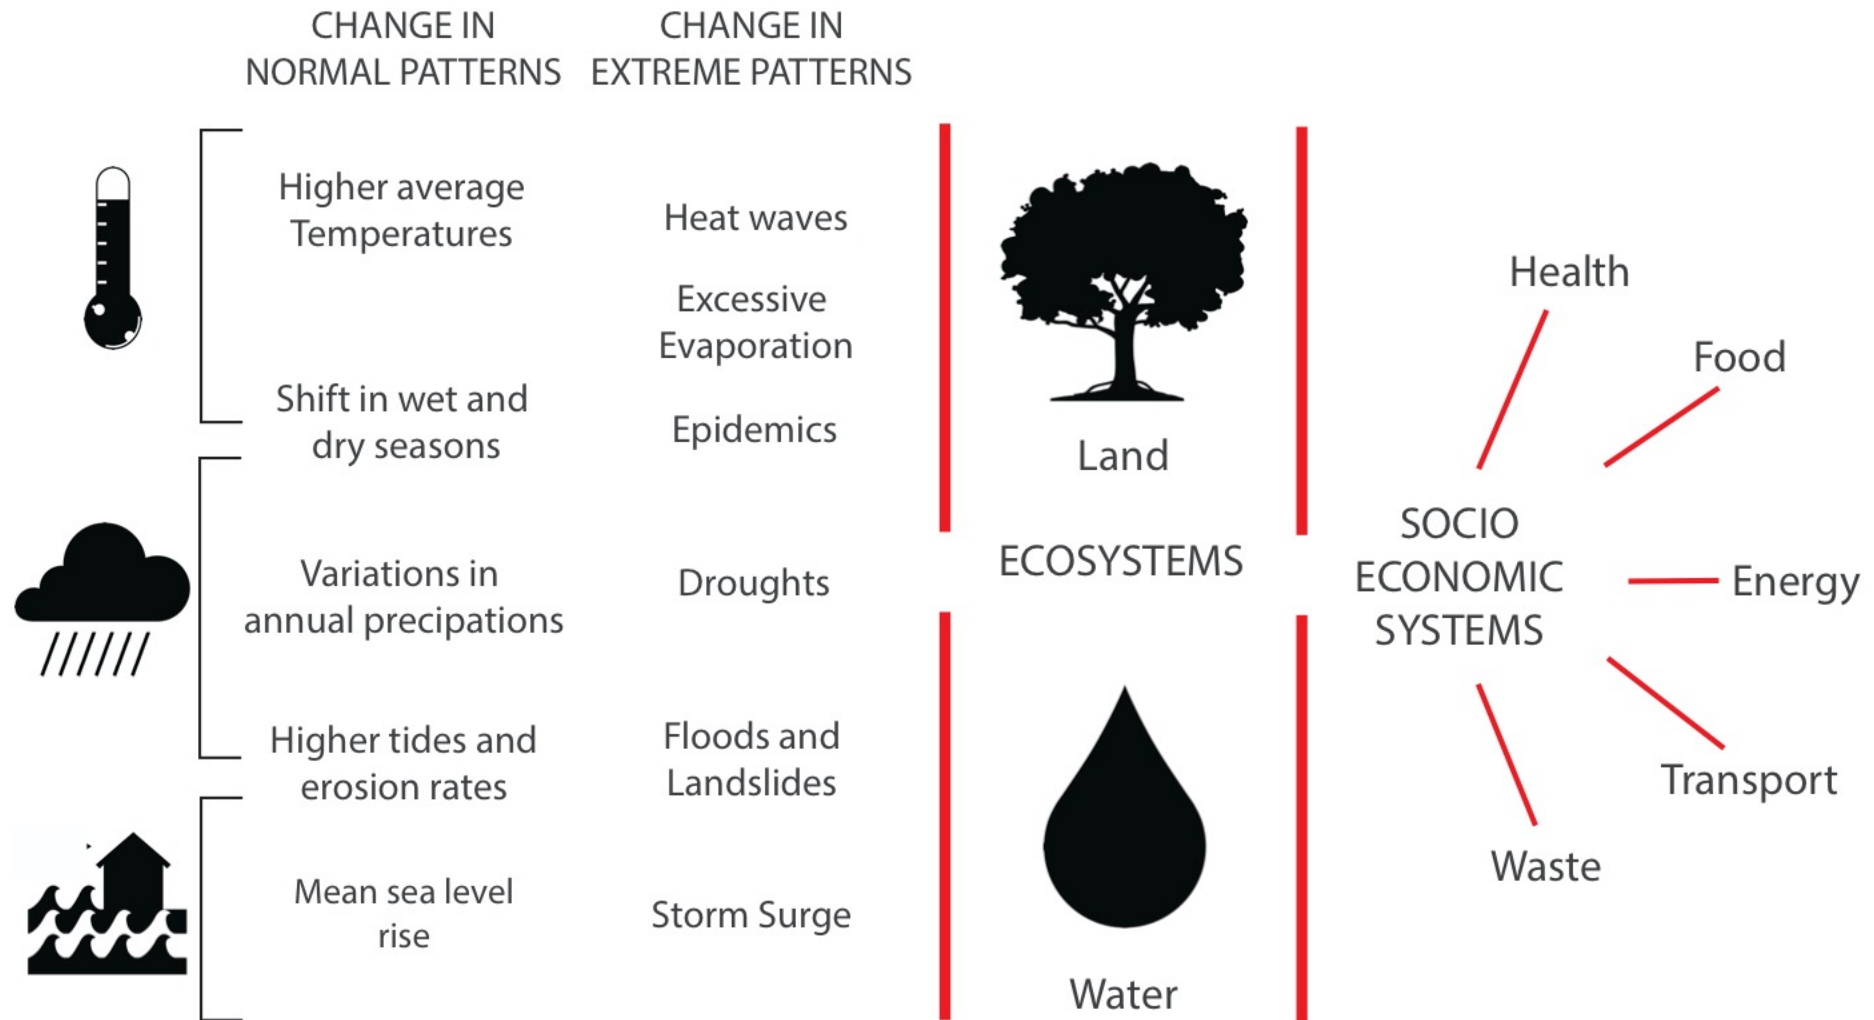 CHANGE IN
NORMAL PATTERNS
CHANGE IN
EXTREME PATTERNS
Higher average
Temperatures
Shift in wet and
dry seasons
Variations in
annual precipations
Higher tides and
erosion rates
Mean sea level
rise
Heat waves
Excessive
Evaporation
Epidemics
Droughts
Floods and
Landslides
Storm Surge
Land
ECOSYSTEMS
Water
SOCIO
ECONOMIC
SYSTEMS
Health
Food
Energy
Transport
Waste